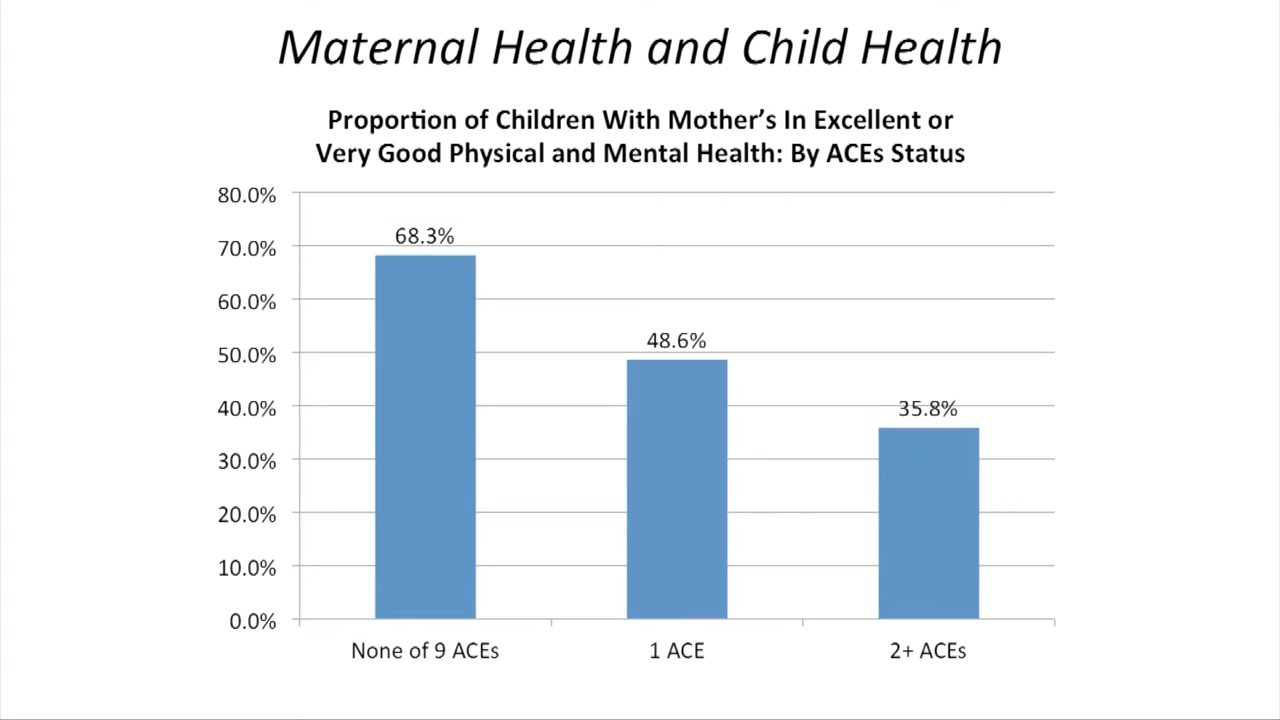 Maternal Health and Child Health
Proportion of Children With Mother's In Excellent or
Very Good Physical and Mental Health: By ACEs Status
80.0%
70.0%
60.0%
50.0%
40.0%
30.0%
20.0%
10.0%
0.0%
68.3%
48.6%
35.8%
None of 9 ACEs
1 ACE
2+ ACEs